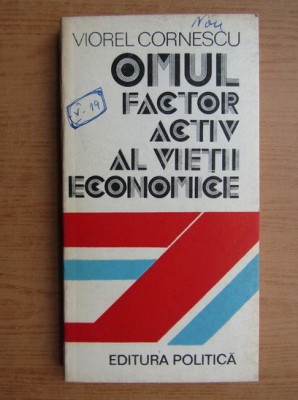 Nou
VIOREL CORNESCU
V-19
OMUL
FACTOR
ACTIV
AL VIEȚII
ECONOMICE
EDITURA POLITICĂ